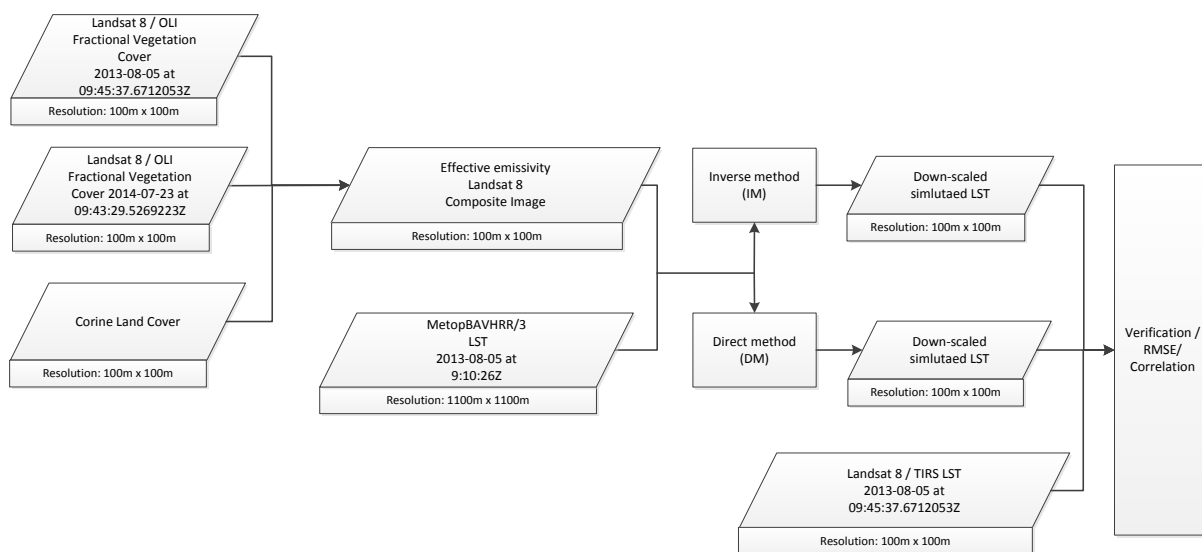 Landsat 8 / OLI
Fractional Vegetation
Cover
2013-08-05 at
09:45:37.6712053Z
Resolution: 100m x 100m
Landsat 8 / OLI
Fractional Vegetation
Cover 2014-07-23 at
09:43:29.5269223Z
Resolution: 100m x 100m
Corine Land Cover
Resolution: 100m x 100m
Effective emissivity
Landsat 8
Composite Image
Resolution: 100m x 100m
MetopBAVHRR/3
LST
2013-08-05 at
9:10:26Z
Resolution: 1100m x 1100m
Inverse method
(IM)
Direct method
(DM)
Down-scaled
simlutaed LST
Resolution: 100m x 100m
Down-scaled
simlutaed LST
Resolution: 100m x 100m
Landsat 8 / TIRS LST
2013-08-05 at
09:45:37.6712053Z
Resolution: 100m x 100m
Verification /
RMSE/
Correlation